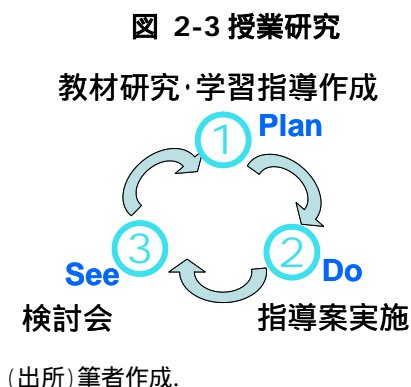 図 2-3 授業研究
教材研究·学習指導作成
① Plan
③ ②
See Do
検討会 指導案実施
(出所)筆者作成.